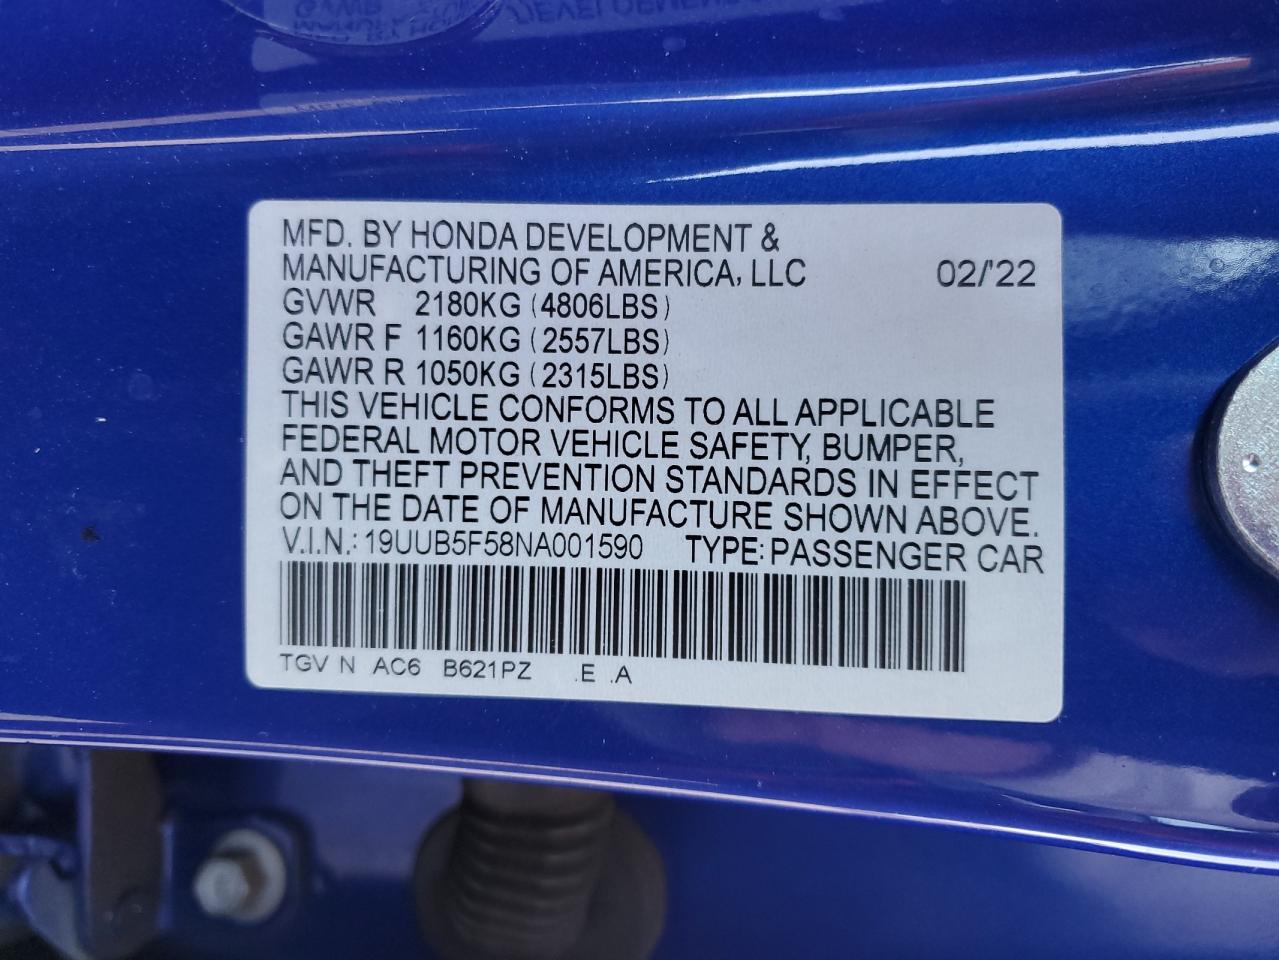 MFD. BY HONDA DEVELOPMENT &
MANUFACTURING OF AMERICA, LLC 02/'22
GVWR 2180KG (4806LBS)
GAWR F 1160KG (2557LBS)
GAWR R 1050KG (2315LBS)
THIS VEHICLE CONFORMS TO ALL APPLICABLE
FEDERAL MOTOR VEHICLE SAFETY, BUMPER,
AND THEFT PREVENTION STANDARDS IN EFFECT
ON THE DATE OF MANUFACTURE SHOWN ABOVE.
V.I.N.: 19UUB5F58NA001590 TYPE: PASSENGER CAR
TGV N AC6 B621PZ .E .A